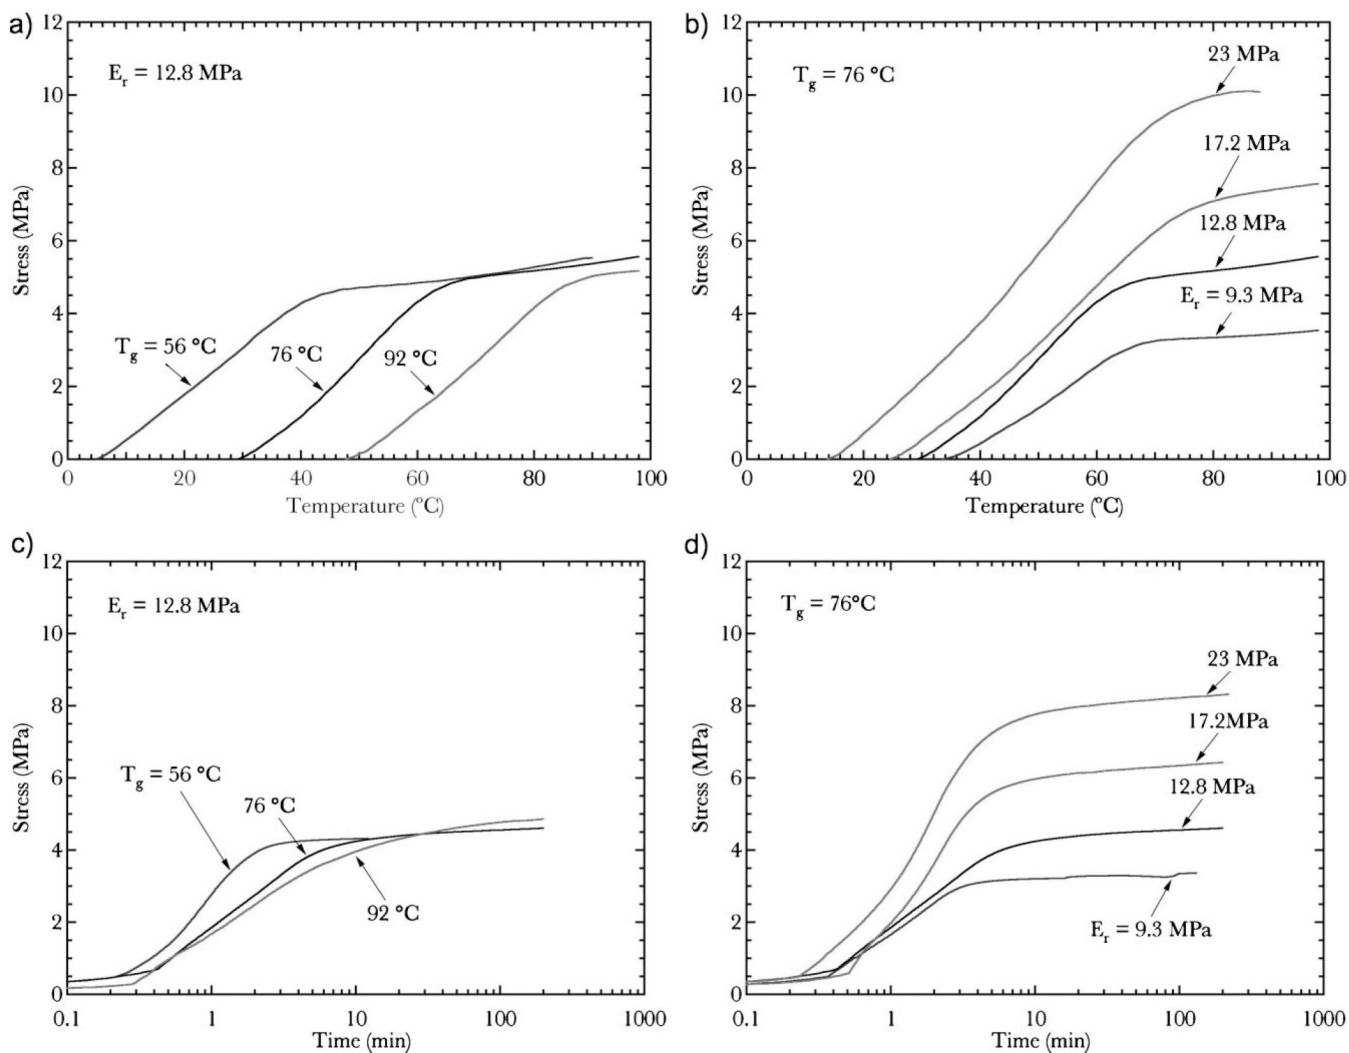 a)
12
10
8
6
4
2
0
Stress (MPa)
E_r = 12.8 MPa
T_g = 56 °C
76 °C
92 °C
0 20 40 60 80 100
Temperature (°C)
b)
12
10
8
6
4
2
0
Stress (MPa)
T_g = 76 °C
23 MPa
17.2 MPa
12.8 MPa
E_r = 9.3 MPa
0 20 40 60 80 100
Temperature (°C)
c)
12
10
8
6
4
2
0
Stress (MPa)
E_r = 12.8 MPa
T_g = 56 °C
76 °C
92 °C
0.1 1 10 100 1000
Time (min)
d)
12
10
8
6
4
2
0
Stress (MPa)
T_g = 76°C
23 MPa
17.2MPa
12.8 MPa
E_r = 9.3 MPa
0.1 1 10 100 1000
Time (min)